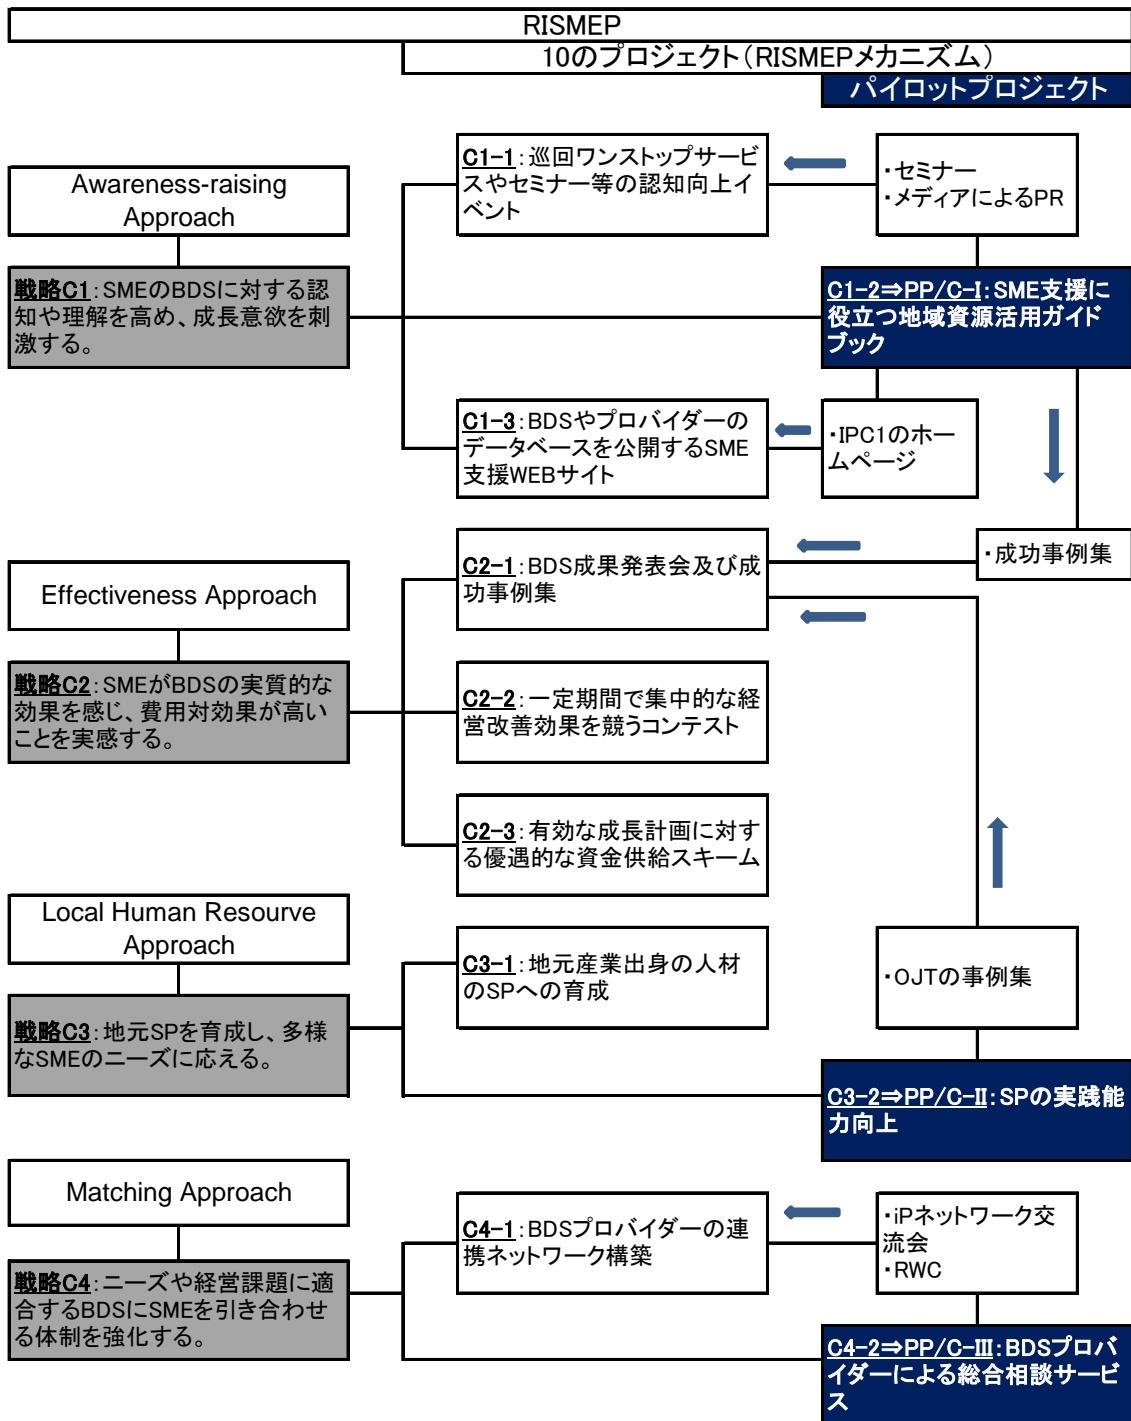 RISMEP
10のプロジェクト（RISMEPメカニズム）
パイロットプロジェクト
Awareness-raising
Approach
戦略C1：SMEのBDSに対する認
知や理解を高め、成長意欲を刺
激する。
C1-1：巡回ワンストップサービ
スやセミナー等の認知向上イ
ベント
・セミナー
・メディアによるPR
C1-2⇒PP/C-Ⅰ：SME支援に
役立つ地域資源活用ガイド
ブック
C1-3：BDSやプロバイダーの
データベースを公開するSME
支援WEBサイト
・IPC1のホー
ムページ
Effectiveness Approach
戦略C2：SMEがBDSの実質的な
効果を感じ、費用対効果が高い
ことを実感する。
C2-1：BDS成果発表会及び成
功事例集
・成功事例集
C2-2：一定期間で集中的な経
営改善効果を競うコンテスト
C2-3：有効な成長計画に対す
る優遇的な資金供給スキーム
Local Human Resourve
Approach
戦略C3：地元SPを育成し、多様
なSMEのニーズに応える。
C3-1：地元産業出身の人材
のSPへの育成
・OJTの事例集
C3-2⇒PP/C-Ⅱ：SPの実践能
力向上
Matching Approach
戦略C4：ニーズや経営課題に適
合するBDSにSMEを引き合わせ
る体制を強化する。
C4-1：BDSプロバイダーの連
携ネットワーク構築
・iPネットワーク交
流会
・RWC
C4-2⇒PP/C-Ⅲ：BDSプロバ
イダーによる総合相談サービ
ス